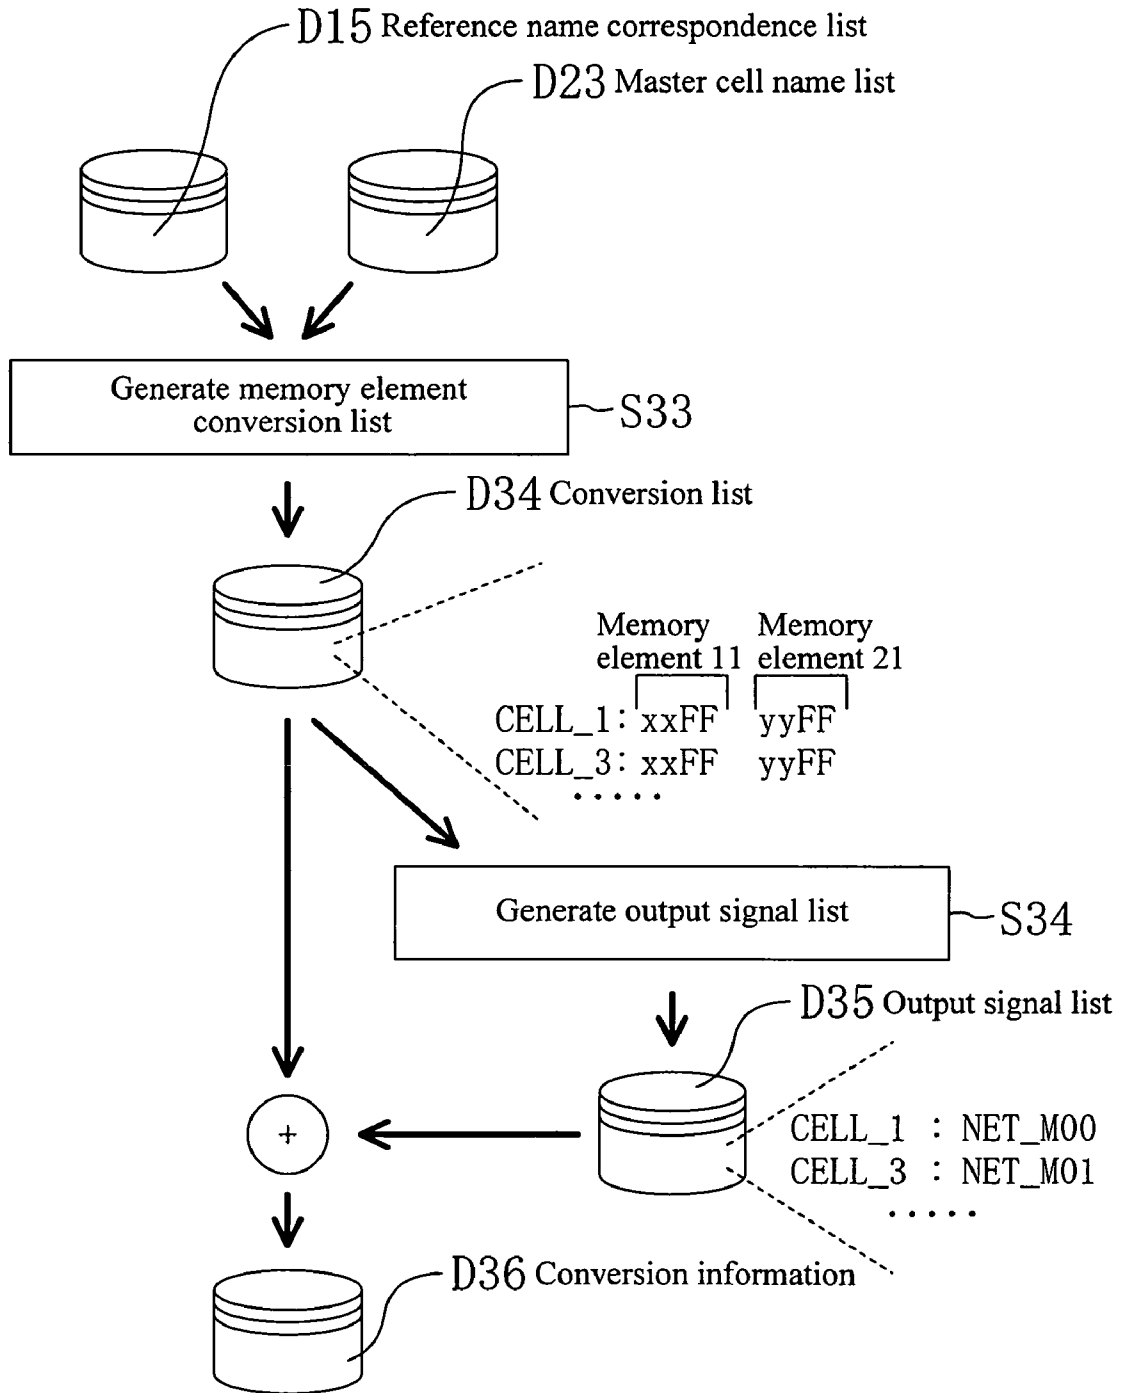 D15 Reference name correspondence list
D23 Master cell name list
Generate memory element
conversion list
S33
D34 Conversion list
Memory Memory
element 11 element 21
CELL_1: xxFF yyFF
CELL_3: xxFF yyFF
.....
Generate output signal list
S34
D35 Output signal list
+
CELL_1 : NET_M00
CELL_3 : NET_M01
.....
D36 Conversion information